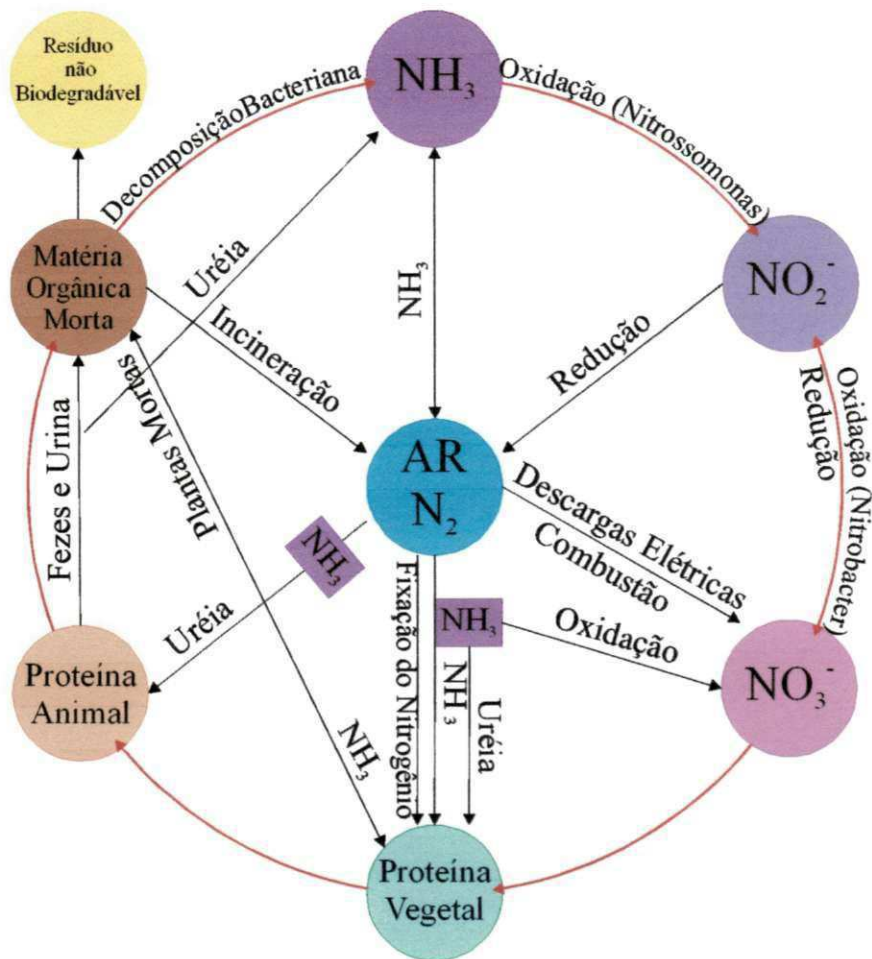 Resíduo
não
Biodegradável
NH₃
Oxidação (Nitrossomonas)
DecomposiçãoBacteriana
Matéria
Orgânica
Morta
Uréia
NH₃
NO₂⁻
Incineração
Redução
Oxidação (Nitrobacter)
Redução
Plantas Mortas
Fezes e Urina
AR
N₂
Descargas Elétricas
Combustão
NH₃
Uréia
Fixação do Nitrogênio
NH₃
Oxidação
NH₃
Uréia
Proteína
Animal
NO₃⁻
NH₃
Proteína
Vegetal